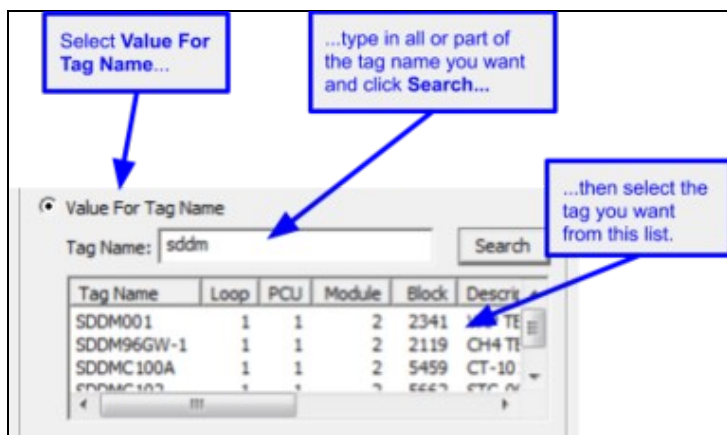 Select Value For
Tag Name...
...type in all or part of
the tag name you want
and click Search...
...then select the
tag you want
from this list.
Value For Tag Name
Tag Name: sddm Search
Tag Name Loop PCU Module Block
SDDM001 1 1 2 2341
SDDM96GW-1 1 1 2 2119 CH4
SDDMC100A 1 1 2 5459 CT-10